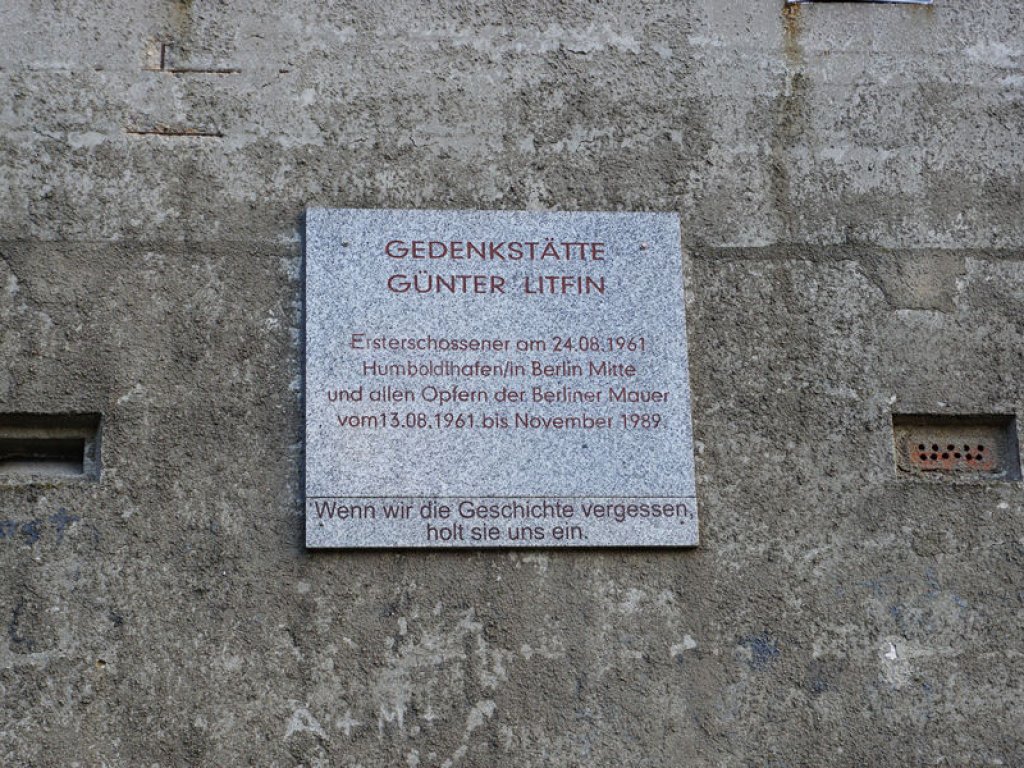 GEDENKSTÄTTE
GÜNTER LITFIN
Ersterschossener am 24.08.1961
Humboldthafen/in Berlin Mitte
und allen Opfern der Berliner Mauer
vom13.08.1961 bis November 1989
Wenn wir die Geschichte vergessen,
holt sie uns ein.
A + M